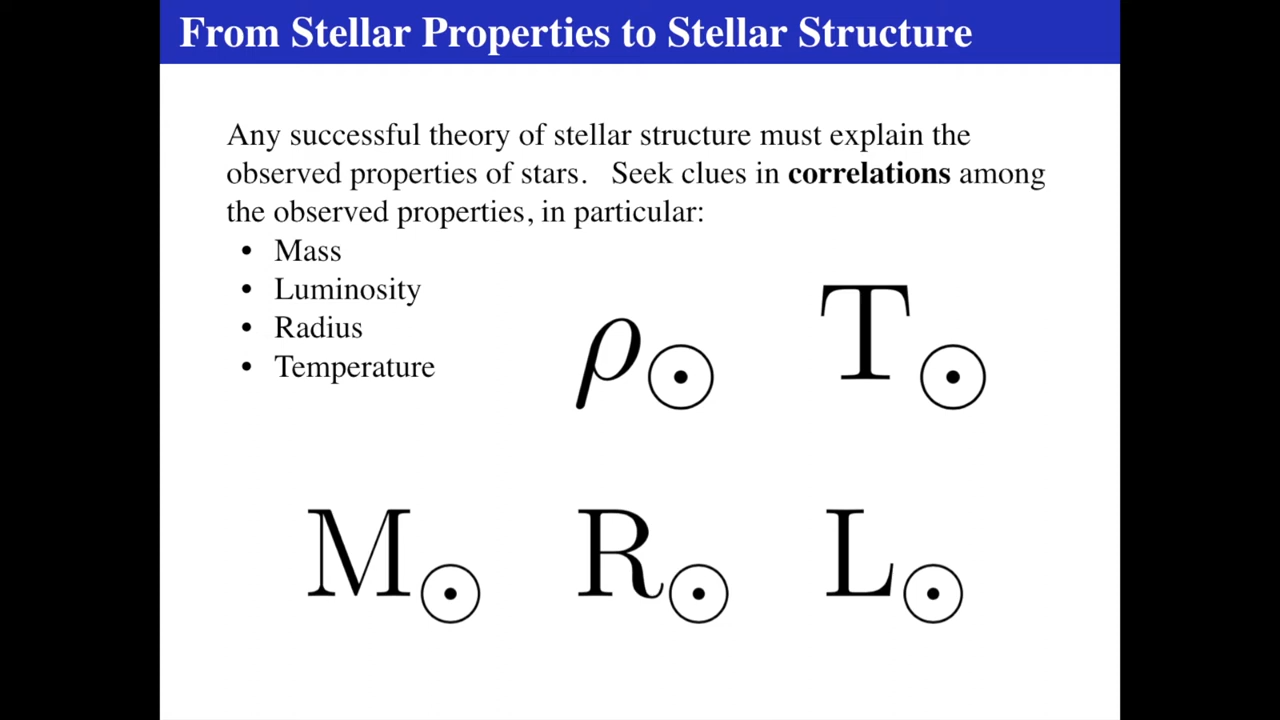 From Stellar Properties to Stellar Structure
Any successful theory of stellar structure must explain the
observed properties of stars. Seek clues in correlations among
the observed properties, in particular:
• Mass
• Luminosity
• Radius
• Temperature
ρ☉ T☉
M☉ R☉ L☉